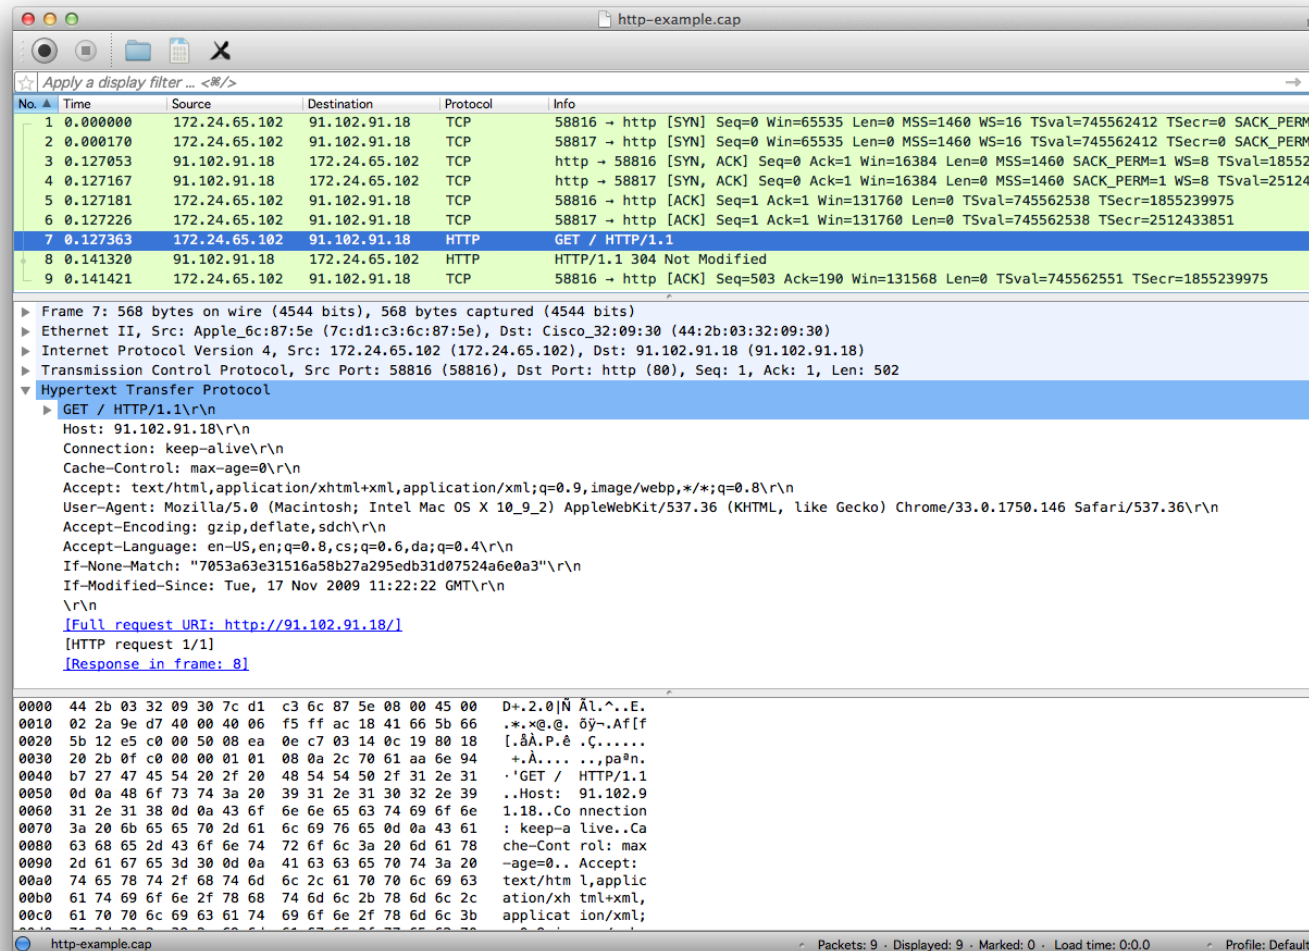 http-example.cap
Apply a display filter ... <⌘/>
No. Time Source Destination Protocol Info
1 0.000000 172.24.65.102 91.102.91.18 TCP 58816 → http [SYN] Seq=0 Win=65535 Len=0 MSS=1460 WS=16 TSval=745562412 TSecr=0 SACK_PERM
2 0.000170 172.24.65.102 91.102.91.18 TCP 58817 → http [SYN] Seq=0 Win=65535 Len=0 MSS=1460 WS=16 TSval=745562412 TSecr=0 SACK_PERM
3 0.127053 91.102.91.18 172.24.65.102 TCP http → 58816 [SYN, ACK] Seq=0 Ack=1 Win=16384 Len=0 MSS=1460 SACK_PERM=1 WS=8 TSval=18552
4 0.127167 91.102.91.18 172.24.65.102 TCP http → 58817 [SYN, ACK] Seq=0 Ack=1 Win=16384 Len=0 MSS=1460 SACK_PERM=1 WS=8 TSval=25124
5 0.127181 172.24.65.102 91.102.91.18 TCP 58816 → http [ACK] Seq=1 Ack=1 Win=131760 Len=0 TSval=745562538 TSecr=1855239975
6 0.127226 172.24.65.102 91.102.91.18 TCP 58817 → http [ACK] Seq=1 Ack=1 Win=131760 Len=0 TSval=745562538 TSecr=2512433851
7 0.127363 172.24.65.102 91.102.91.18 HTTP GET / HTTP/1.1
8 0.141320 91.102.91.18 172.24.65.102 HTTP HTTP/1.1 304 Not Modified
9 0.141421 172.24.65.102 91.102.91.18 TCP 58816 → http [ACK] Seq=503 Ack=190 Win=131568 Len=0 TSval=745562551 TSecr=1855239975
Frame 7: 568 bytes on wire (4544 bits), 568 bytes captured (4544 bits)
Ethernet II, Src: Apple_6c:87:5e (7c:d1:c3:6c:87:5e), Dst: Cisco_32:09:30 (44:2b:03:32:09:30)
Internet Protocol Version 4, Src: 172.24.65.102 (172.24.65.102), Dst: 91.102.91.18 (91.102.91.18)
Transmission Control Protocol, Src Port: 58816 (58816), Dst Port: http (80), Seq: 1, Ack: 1, Len: 502
Hypertext Transfer Protocol
GET / HTTP/1.1\r\n
Host: 91.102.91.18\r\n
Connection: keep-alive\r\n
Cache-Control: max-age=0\r\n
Accept: text/html,application/xhtml+xml,application/xml;q=0.9,image/webp,*/*;q=0.8\r\n
User-Agent: Mozilla/5.0 (Macintosh; Intel Mac OS X 10_9_2) AppleWebKit/537.36 (KHTML, like Gecko) Chrome/33.0.1750.146 Safari/537.36\r\n
Accept-Encoding: gzip,deflate,sdch\r\n
Accept-Language: en-US,en;q=0.8,cs;q=0.6,da;q=0.4\r\n
If-None-Match: "7053a63e31516a58b27a295edb31d07524a6e0a3"\r\n
If-Modified-Since: Tue, 17 Nov 2009 11:22:22 GMT\r\n
\r\n
[Full request URI: http://91.102.91.18/]
[HTTP request 1/1]
[Response in frame: 8]
0000 44 2b 03 32 09 30 7c d1 c3 6c 87 5e 08 00 45 00 D+.2.0|Ñ Ãl.^..E.
0010 02 2a 9e d7 40 00 40 06 f5 ff ac 18 41 66 5b 66 .*.×@.@. õÿ¬.Af[f
0020 5b 12 e5 c0 00 50 08 ea 0e c7 03 14 0c 19 80 18 [.åÀ.P.ê .Ç......
0030 20 2b 0f c0 00 00 01 01 08 0a 2c 70 61 aa 6e 94 +.À.... ..,paªn.
0040 b7 27 47 45 54 20 2f 20 48 54 54 50 2f 31 2e 31 ·'GET / HTTP/1.1
0050 0d 0a 48 6f 73 74 3a 20 39 31 2e 31 30 32 2e 39 ..Host: 91.102.9
0060 31 2e 31 38 0d 0a 43 6f 6e 6e 65 63 74 69 6f 6e 1.18..Co nnection
0070 3a 20 6b 65 65 70 2d 61 6c 69 76 65 0d 0a 43 61 : keep-a live..Ca
0080 63 68 65 2d 43 6f 6e 74 72 6f 6c 3a 20 6d 61 78 che-Cont rol: max
0090 2d 61 67 65 3d 30 0d 0a 41 63 63 65 70 74 3a 20 -age=0.. Accept:
00a0 74 65 78 74 2f 68 74 6d 6c 2c 61 70 70 6c 69 63 text/htm l,applic
00b0 61 74 69 6f 6e 2f 78 68 74 6d 6c 2b 78 6d 6c 2c ation/xh tml+xml,
00c0 61 70 70 6c 69 63 61 74 69 6f 6e 2f 78 6d 6c 3b applicat ion/xml;
http-example.cap Packets: 9 · Displayed: 9 · Marked: 0 · Load time: 0:0.0 Profile: Default